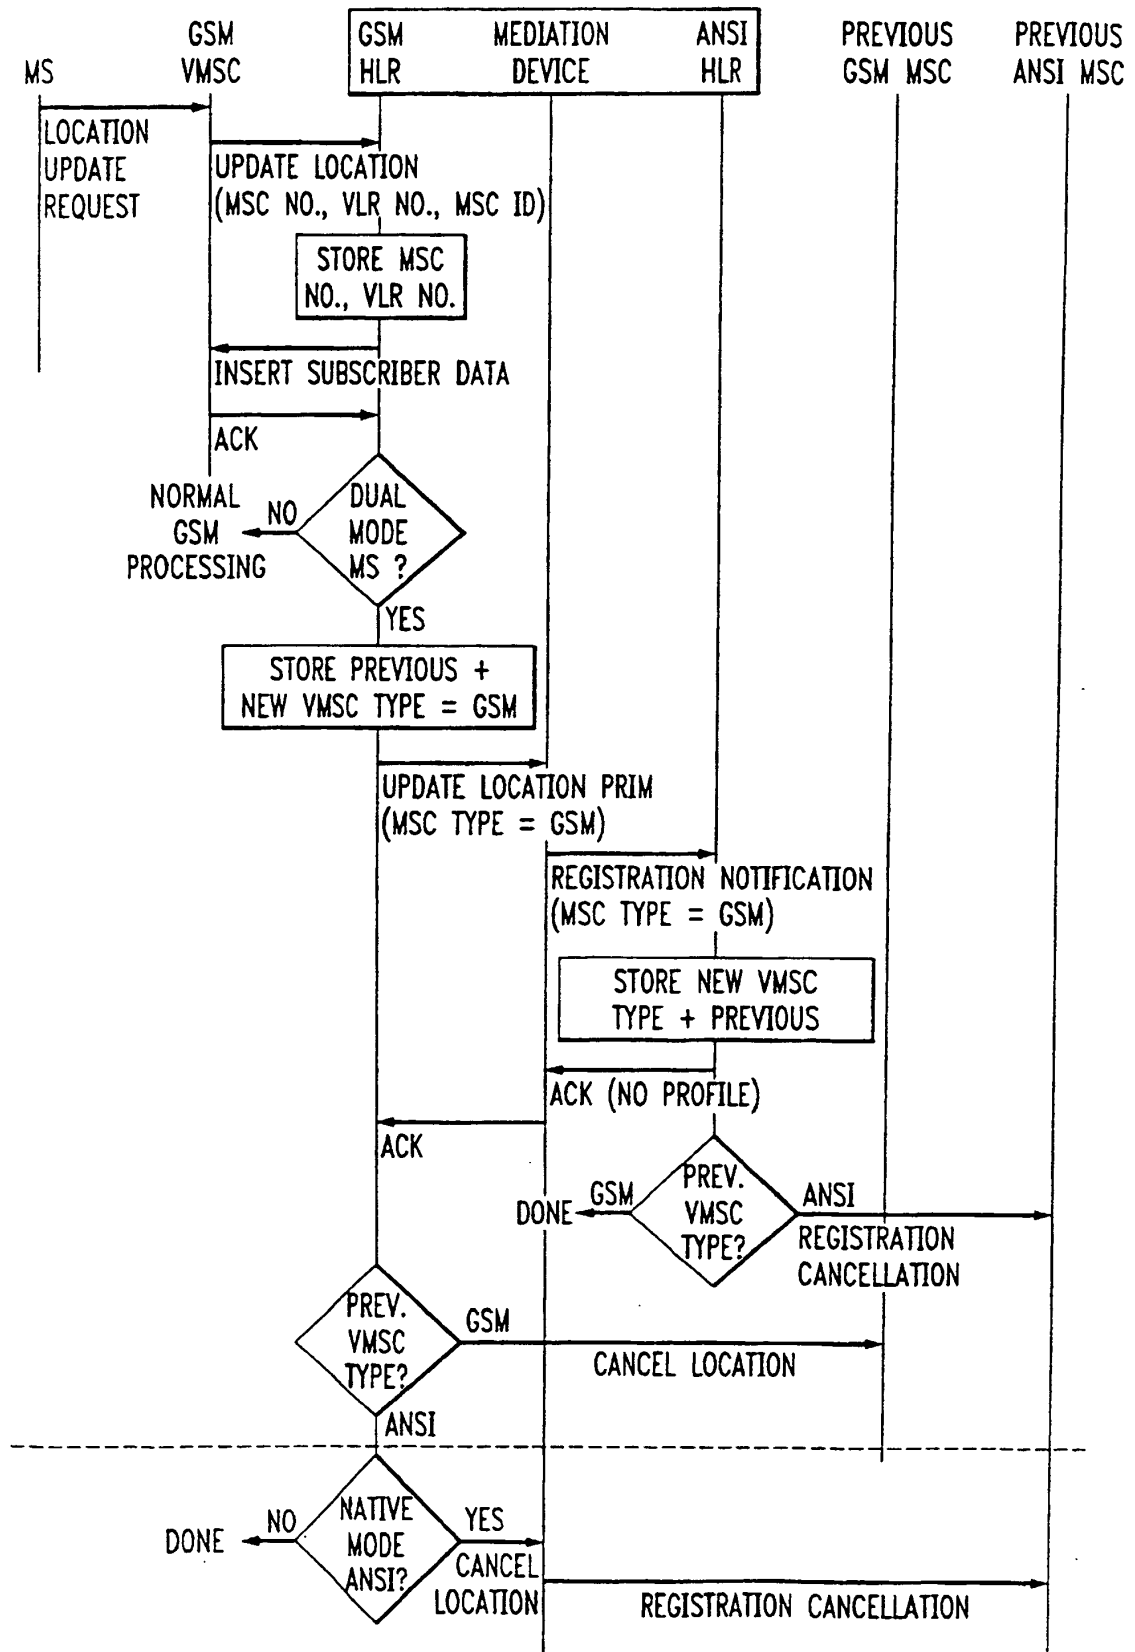 MS
GSM
VMSC
GSM
HLR
MEDIATION
DEVICE
ANSI
HLR
PREVIOUS
GSM MSC
PREVIOUS
ANSI MSC
LOCATION
UPDATE
REQUEST
UPDATE LOCATION
(MSC NO., VLR NO., MSC ID)
STORE MSC
NO., VLR NO.
INSERT SUBSCRIBER DATA
ACK
DUAL
MODE
MS ?
NO
NORMAL
GSM
PROCESSING
YES
STORE PREVIOUS +
NEW VMSC TYPE = GSM
UPDATE LOCATION PRIM
(MSC TYPE = GSM)
REGISTRATION NOTIFICATION
(MSC TYPE = GSM)
STORE NEW VMSC
TYPE + PREVIOUS
ACK (NO PROFILE)
ACK
PREV.
VMSC
TYPE?
GSM
DONE
ANSI
REGISTRATION
CANCELLATION
PREV.
VMSC
TYPE?
GSM
CANCEL LOCATION
ANSI
NATIVE
MODE
ANSI?
NO
DONE
YES
CANCEL
LOCATION
REGISTRATION CANCELLATION